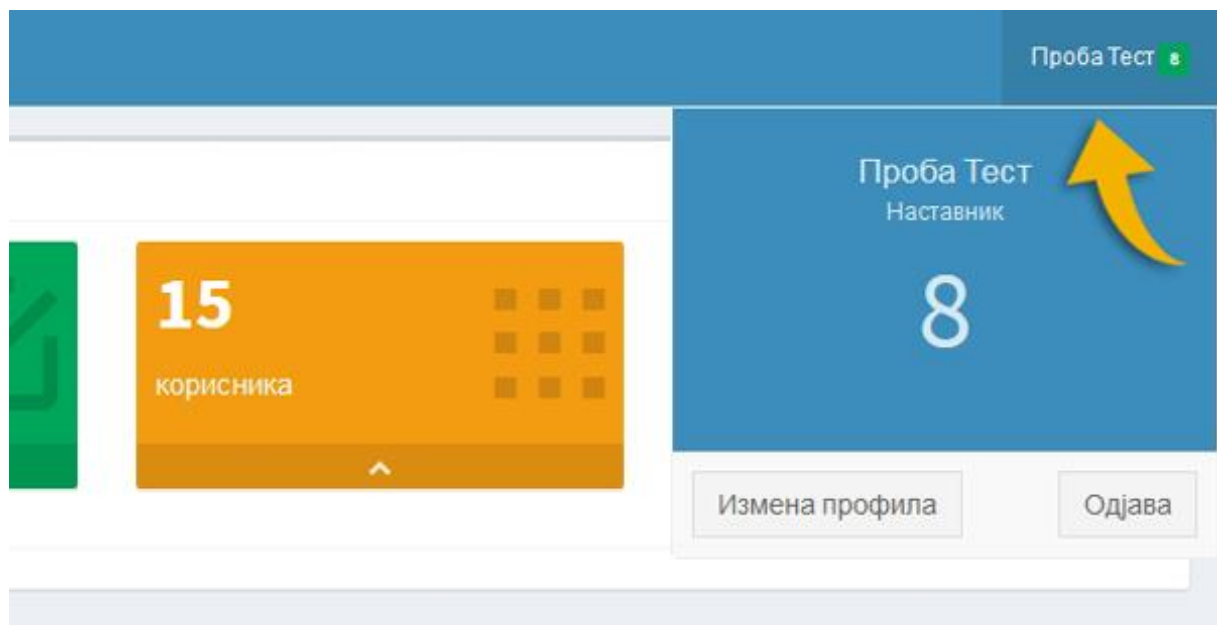 Проба Тест 8
Проба Тест
Наставник
8
15
корисника
Измена профила
Одјава